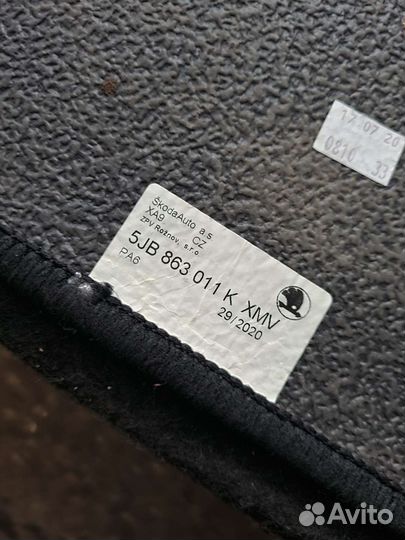 17 07 20
0810 33
ŠkodaAuto a.s
XA9 CZ
ZPV Rožnov, s.r.o
5JB 863 011 K XMV
PA6 29/2020
Avito